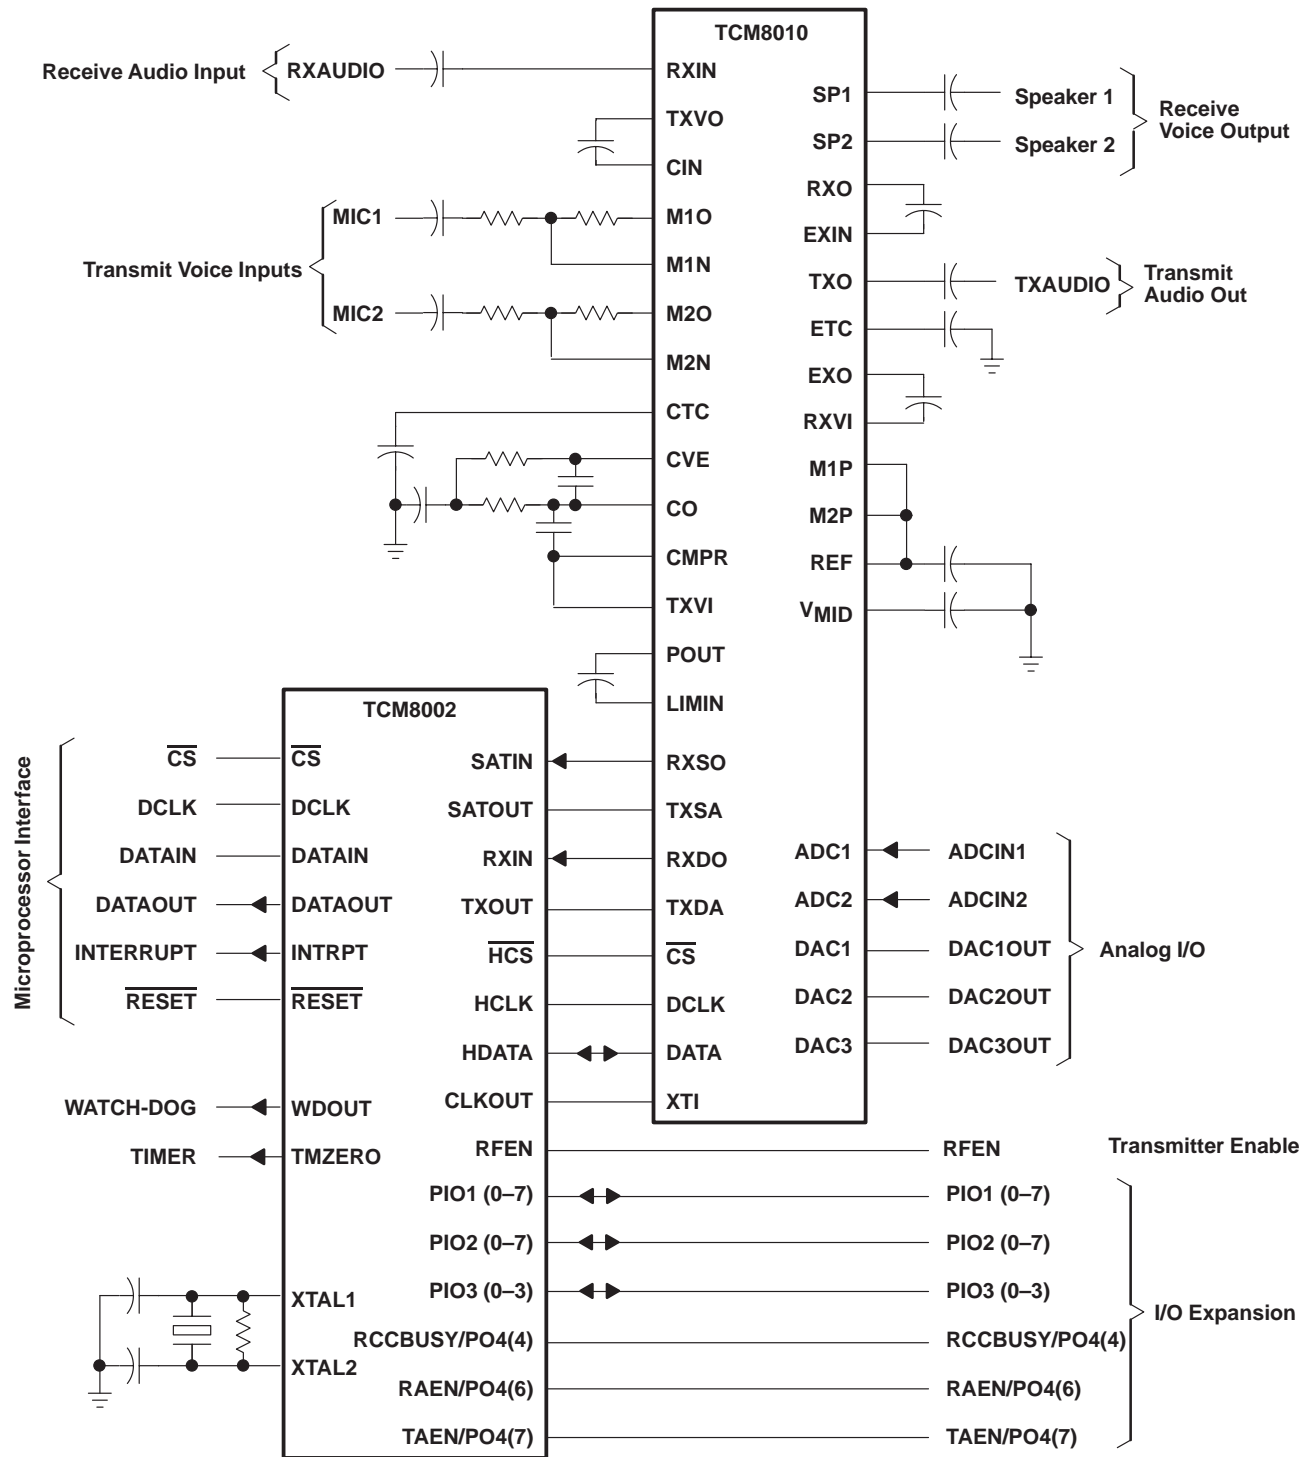 TCM8010
Receive Audio Input
RXAUDIO
RXIN
TXVO
CIN
MIC1
M1O
M1N
Transmit Voice Inputs
MIC2
M2O
M2N
CTC
CVE
CO
CMPR
TXVI
POUT
LIMIN
SP1
Speaker 1
SP2
Speaker 2
Receive
Voice Output
RXO
EXIN
TXO
TXAUDIO
Transmit
Audio Out
ETC
EXO
RXVI
M1P
M2P
REF
VMID
TCM8002
Microprocessor Interface
CS
CS
DCLK
DCLK
DATAIN
DATAIN
DATAOUT
DATAOUT
INTERRUPT
INTRPT
RESET
RESET
WATCH-DOG
WDOUT
TIMER
TMZERO
XTAL1
XTAL2
SATIN
RXSO
SATOUT
TXSA
RXIN
RXDO
TXOUT
TXDA
HCS
CS
HCLK
DCLK
HDATA
DATA
CLKOUT
XTI
ADC1
ADCIN1
ADC2
ADCIN2
DAC1
DAC1OUT
DAC2
DAC2OUT
DAC3
DAC3OUT
Analog I/O
RFEN
RFEN
Transmitter Enable
PIO1 (0–7)
PIO1 (0–7)
PIO2 (0–7)
PIO2 (0–7)
PIO3 (0–3)
PIO3 (0–3)
RCCBUSY/PO4(4)
RCCBUSY/PO4(4)
RAEN/PO4(6)
RAEN/PO4(6)
TAEN/PO4(7)
TAEN/PO4(7)
I/O Expansion